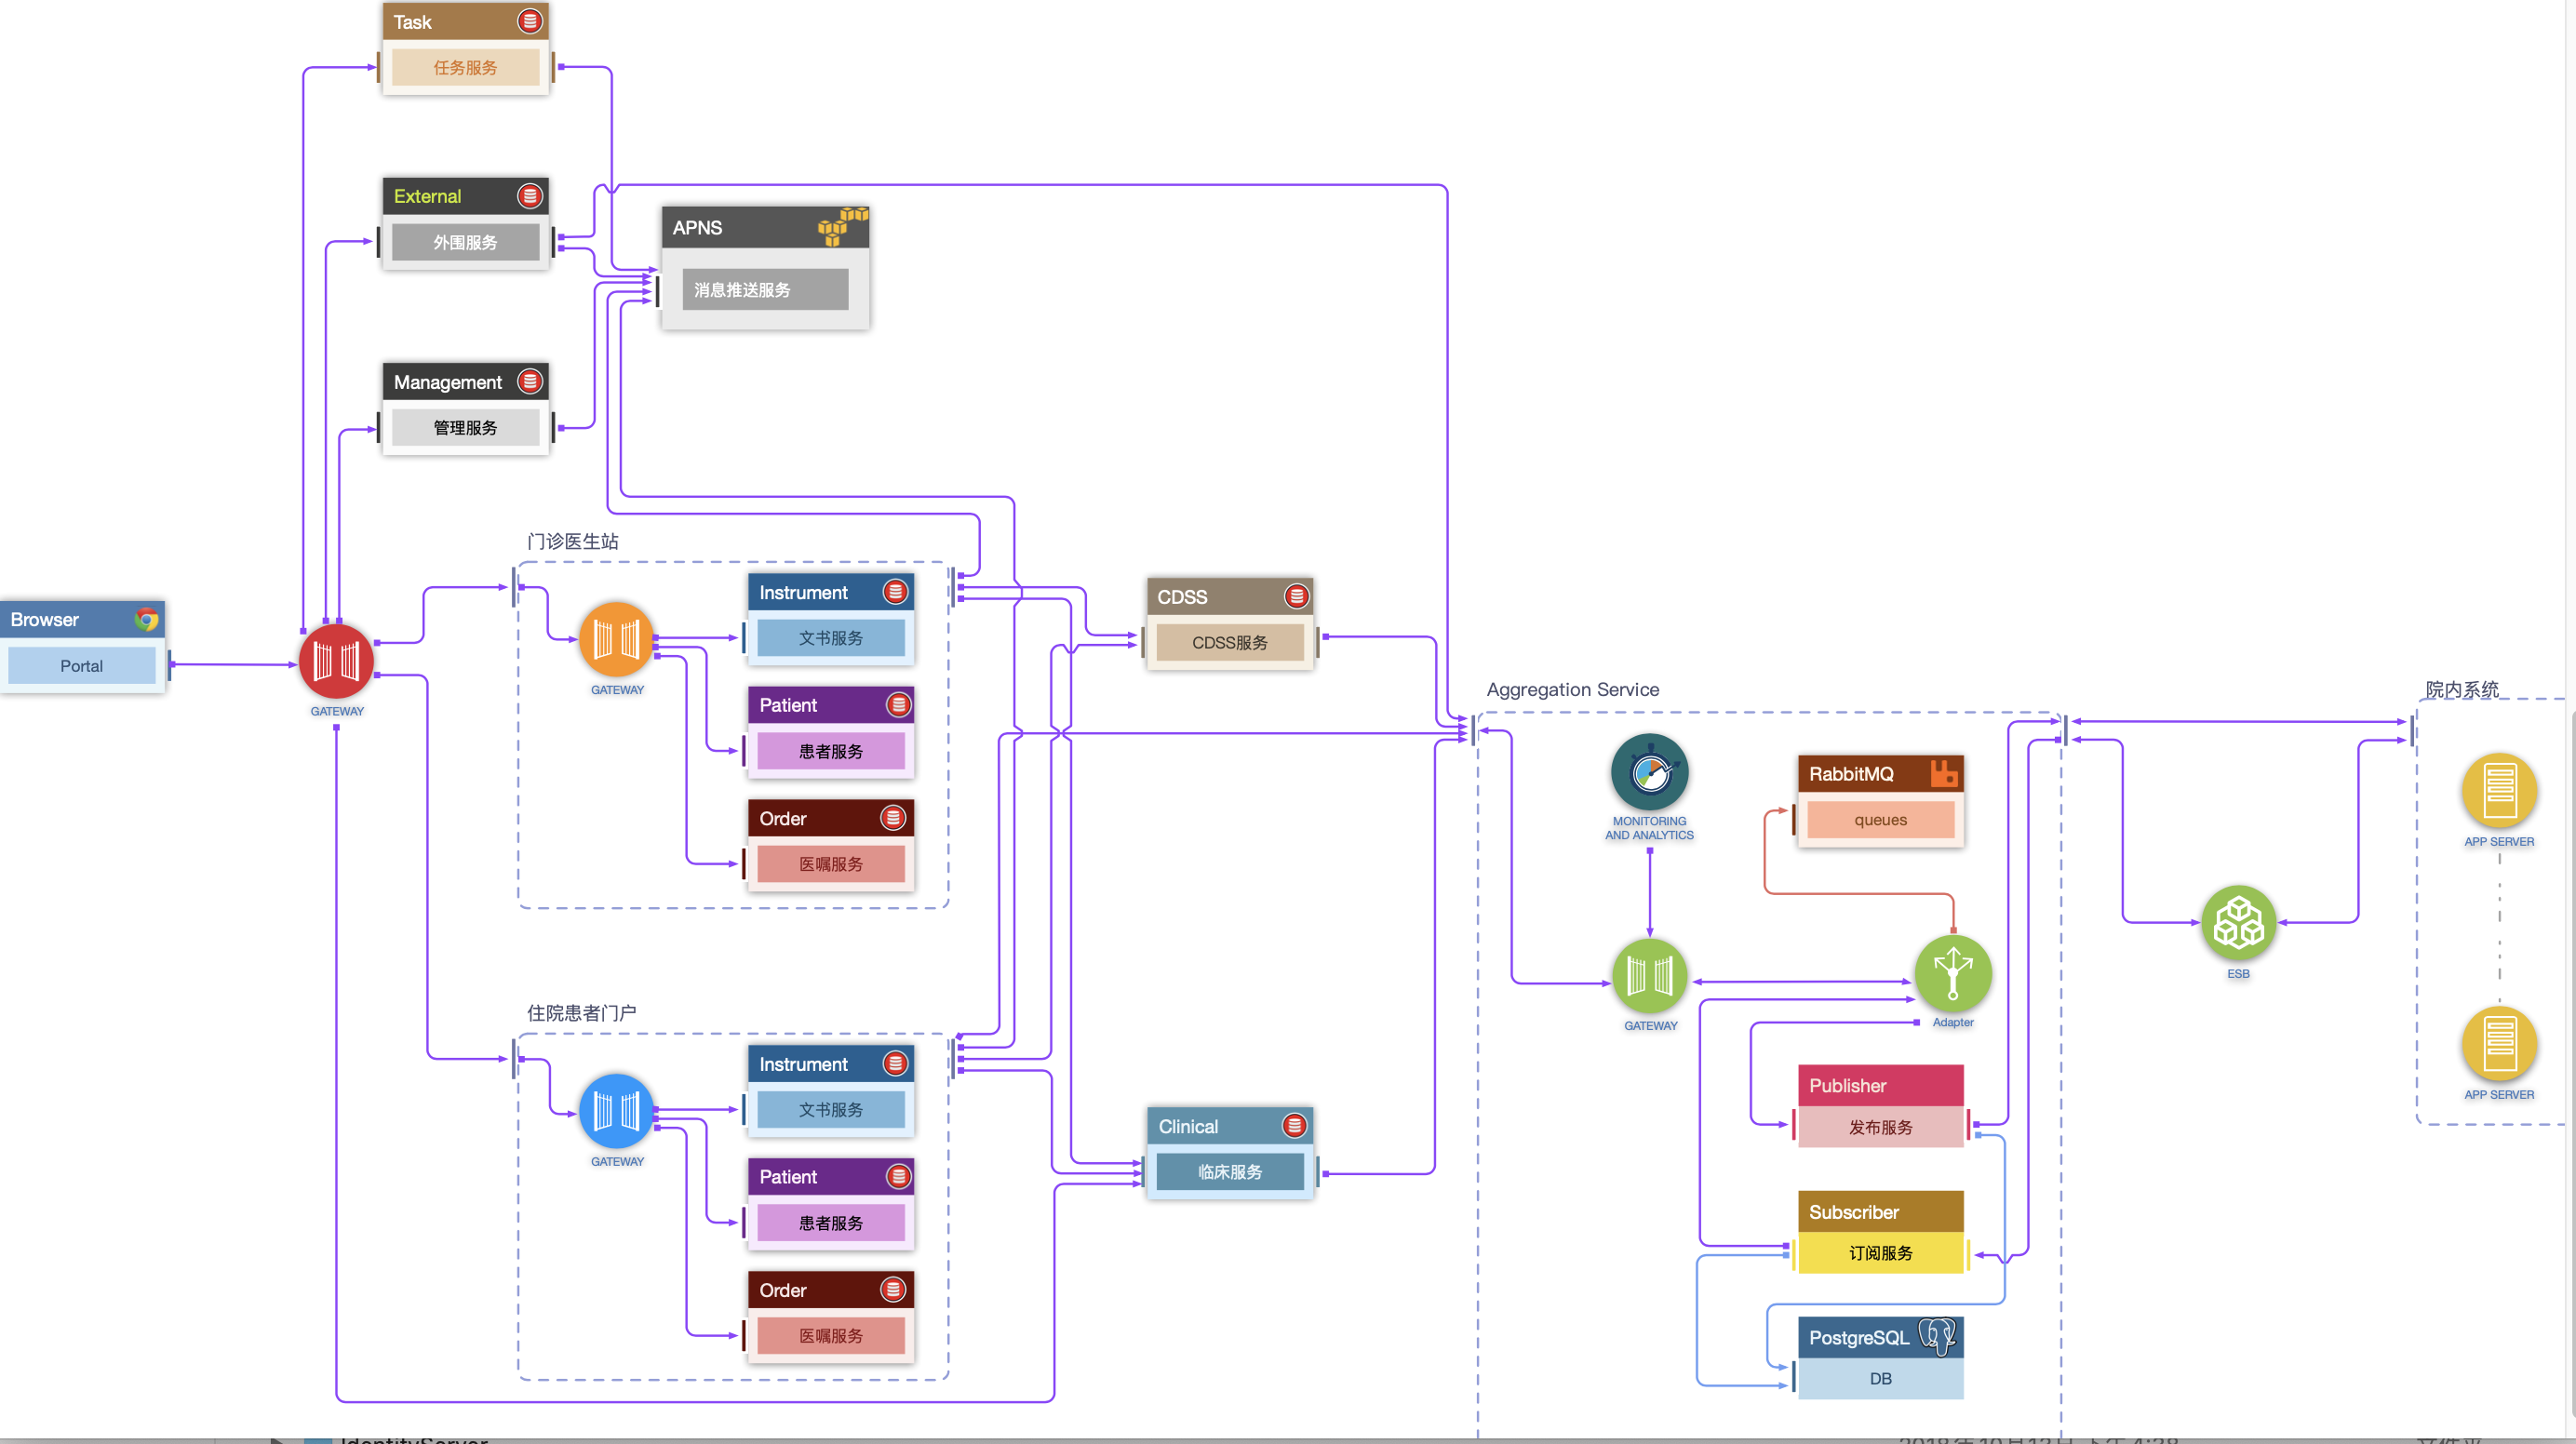 Task
任务服务
External
外围服务
APNS
消息推送服务
Management
管理服务
Browser
Portal
GATEWAY
门诊医生站
GATEWAY
Instrument
文书服务
Patient
患者服务
Order
医嘱服务
住院患者门户
GATEWAY
Instrument
文书服务
Patient
患者服务
Order
医嘱服务
CDSS
CDSS服务
Clinical
临床服务
Aggregation Service
MONITORING
AND ANALYTICS
RabbitMQ
queues
GATEWAY
Adapter
Publisher
发布服务
Subscriber
订阅服务
PostgreSQL
DB
ESB
院内系统
APP SERVER
APP SERVER
IdentityServer